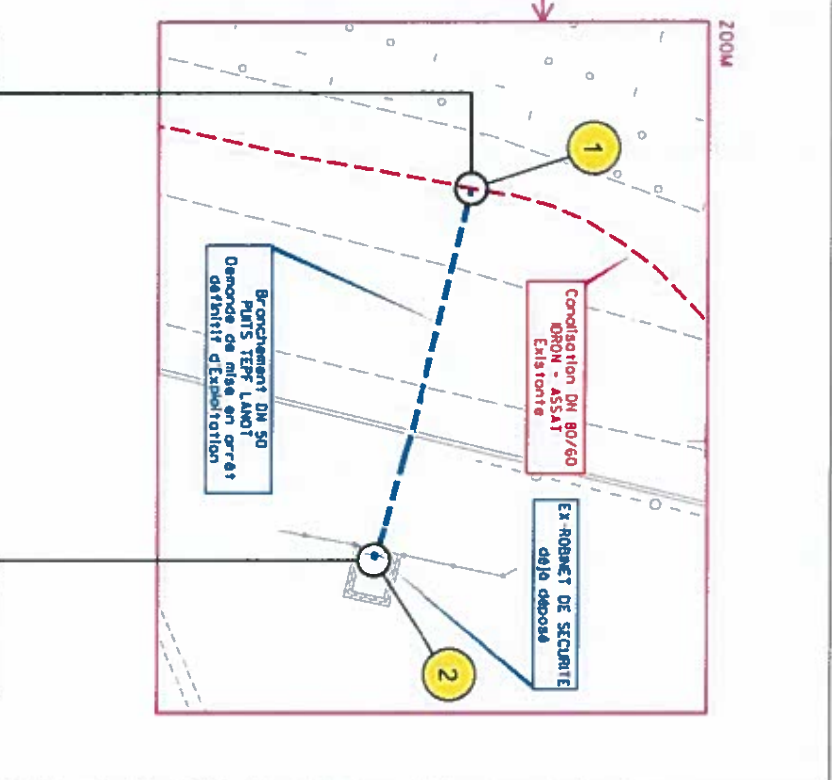 ZOOM
1
Canalisation DN 80/60
IDRON - ASSAT
Existante
Branchement DN 50
PUITS TEPF LANOT
Demande de mise en arrêt
définitif d'Exploitation
Ex-ROBINET DE SECURITE
déjà déposé
2